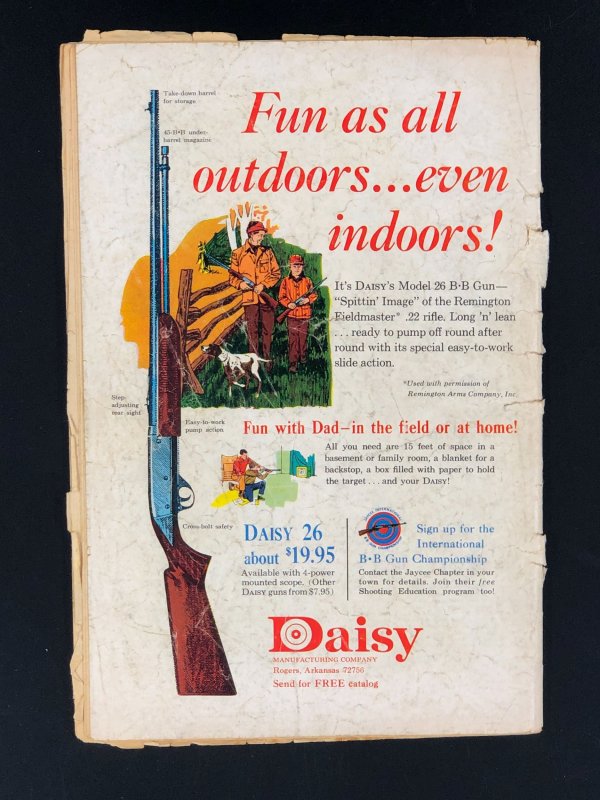 Take-down barrel
for storage
45-B•B under-
barrel magazine
Fun as all
outdoors...even
indoors!
It's DAISY's Model 26 B•B Gun—
"Spittin' Image" of the Remington
Fieldmaster* .22 rifle. Long 'n' lean
... ready to pump off round after
round with its special easy-to-work
slide action.
*Used with permission of
Remington Arms Company, Inc.
Step-
adjusting
rear sight
Easy-to-work
pump action
Fun with Dad—in the field or at home!
All you need are 15 feet of space in a
basement or family room, a blanket for a
backstop, a box filled with paper to hold
the target ... and your DAISY!
Cross-bolt safety
DAISY 26
about $19.95
Available with 4-power
mounted scope. (Other
DAISY guns from $7.95)
Sign up for the
International
B•B Gun Championship
Contact the Jaycee Chapter in your
town for details. Join their free
Shooting Education program too!
Daisy
MANUFACTURING COMPANY
Rogers, Arkansas 72756
Send for FREE catalog